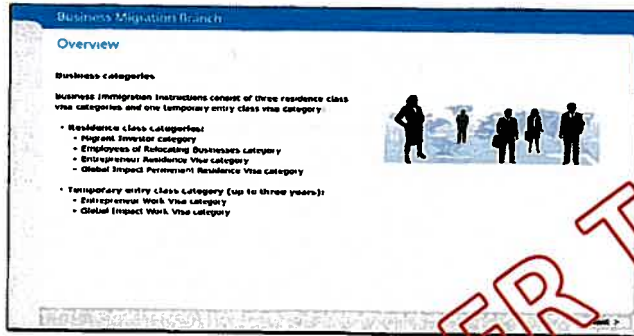 Business Migration Branch
Overview
Business categories
Business Immigration Instructions consist of three residence class
visa categories and one temporary entry class visa category
• Residence class categories:
• Migrant Investor category
• Employees of Relocating Businesses category
• Entrepreneur Residence Visa category
• Global Impact Permanent Residence Visa category
• Temporary entry class category (up to three years):
• Entrepreneur Work Visa category
• Global Impact Work Visa category
ER T